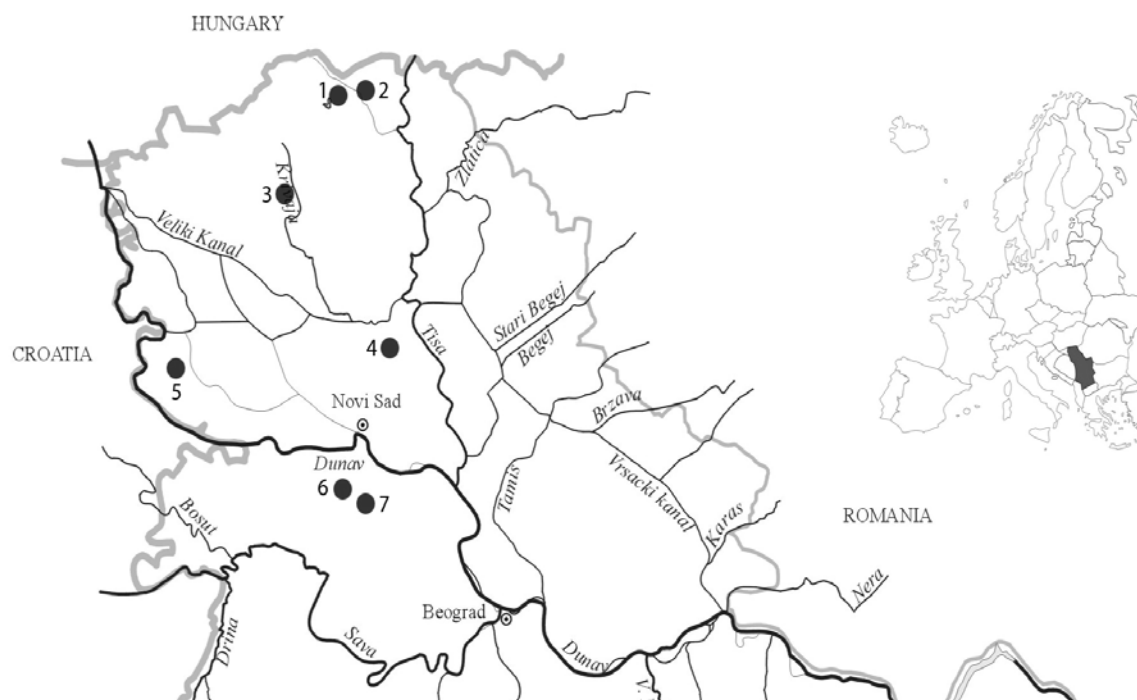 HUNGARY
1
2
Zlatica
3
Veliki Kanal
Stari Begej
Begej
Tisa
4
CROATIA
5
Novi Sad
Brzava
Dunav
Vrsacki kanal
6
7
Tamis
Bosut
Karas
ROMANIA
Nera
Beograd
Drina
Sava
Dunav